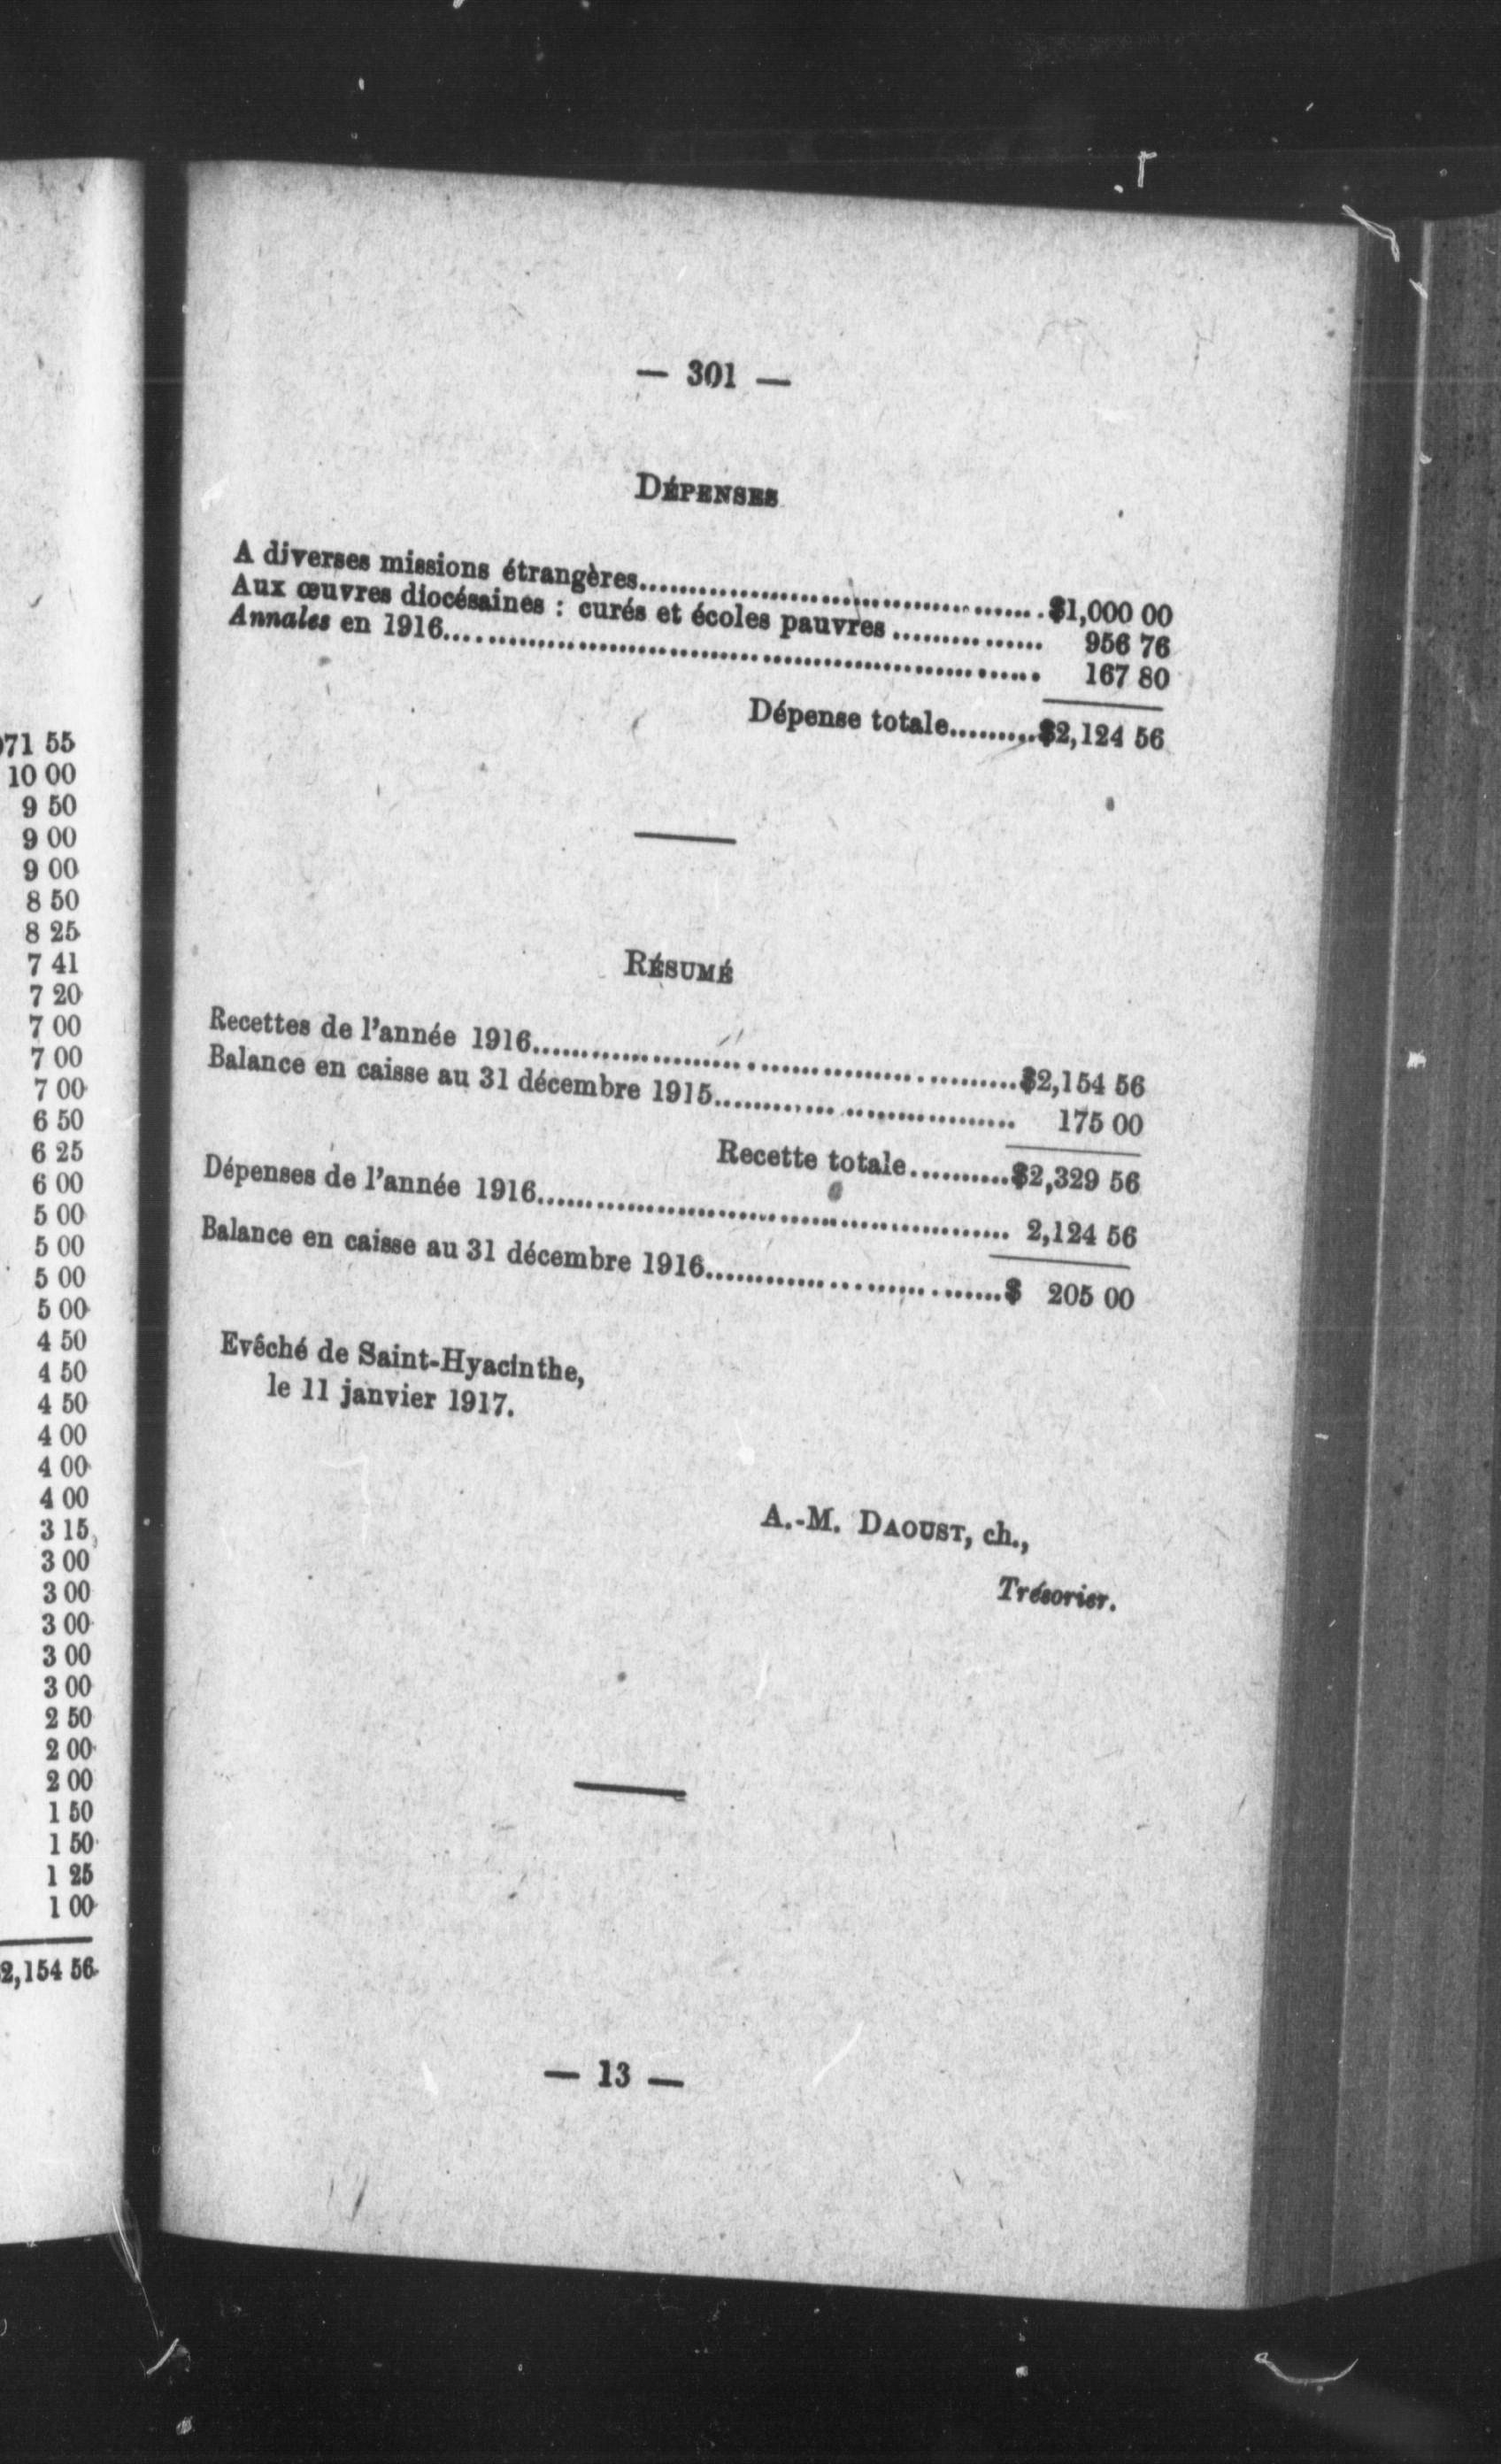 71 55
10 00
9 50
9 00
9 00
8 50
8 25
7 41
7 20
7 00
7 00
7 00
6 50
6 25
6 00
5 00
5 00
5 00
5 00
4 50
4 50
4 50
4 00
4 00
4 00
3 15
3 00
3 00
3 00
3 00
3 00
2 50
2 00
2 00
1 50
1 50
1 25
1 00
2,154 56
— 301 —
DÉPENSES
A diverses missions étrangères........................................$1,000 00
Aux œuvres diocésaines : curés et écoles pauvres ................ 956 76
Annales en 1916.............................................................. 167 80
Dépense totale..........$2,124 56
RÉSUMÉ
Recettes de l'année 1916..................................................$2,154 56
Balance en caisse au 31 décembre 1915............................... 175 00
Recette totale...........$2,329 56
Dépenses de l'année 1916.................................................. 2,124 56
Balance en caisse au 31 décembre 1916...............................$ 205 00
Evêché de Saint-Hyacinthe,
le 11 janvier 1917.
A.-M. DAOUST, ch.,
Trésorier.
— 13 —